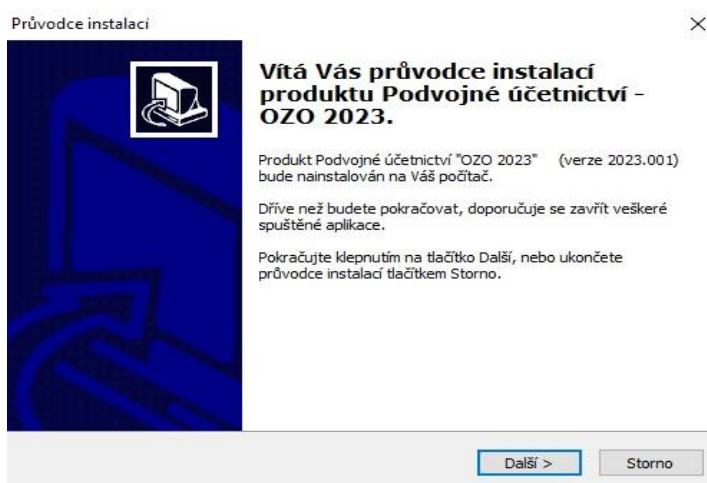 Průvodce instalací
Vítá Vás průvodce instalací
produktu Podvojné účetnictví -
OZO 2023.
Produkt Podvojné účetnictví "OZO 2023" (verze 2023.001)
bude nainstalován na Váš počítač.
Dříve než budete pokračovat, doporučuje se zavřít veškeré
spuštěné aplikace.
Pokračujte klepnutím na tlačítko Další, nebo ukončete
průvodce instalací tlačítkem Storno.
Další >
Storno